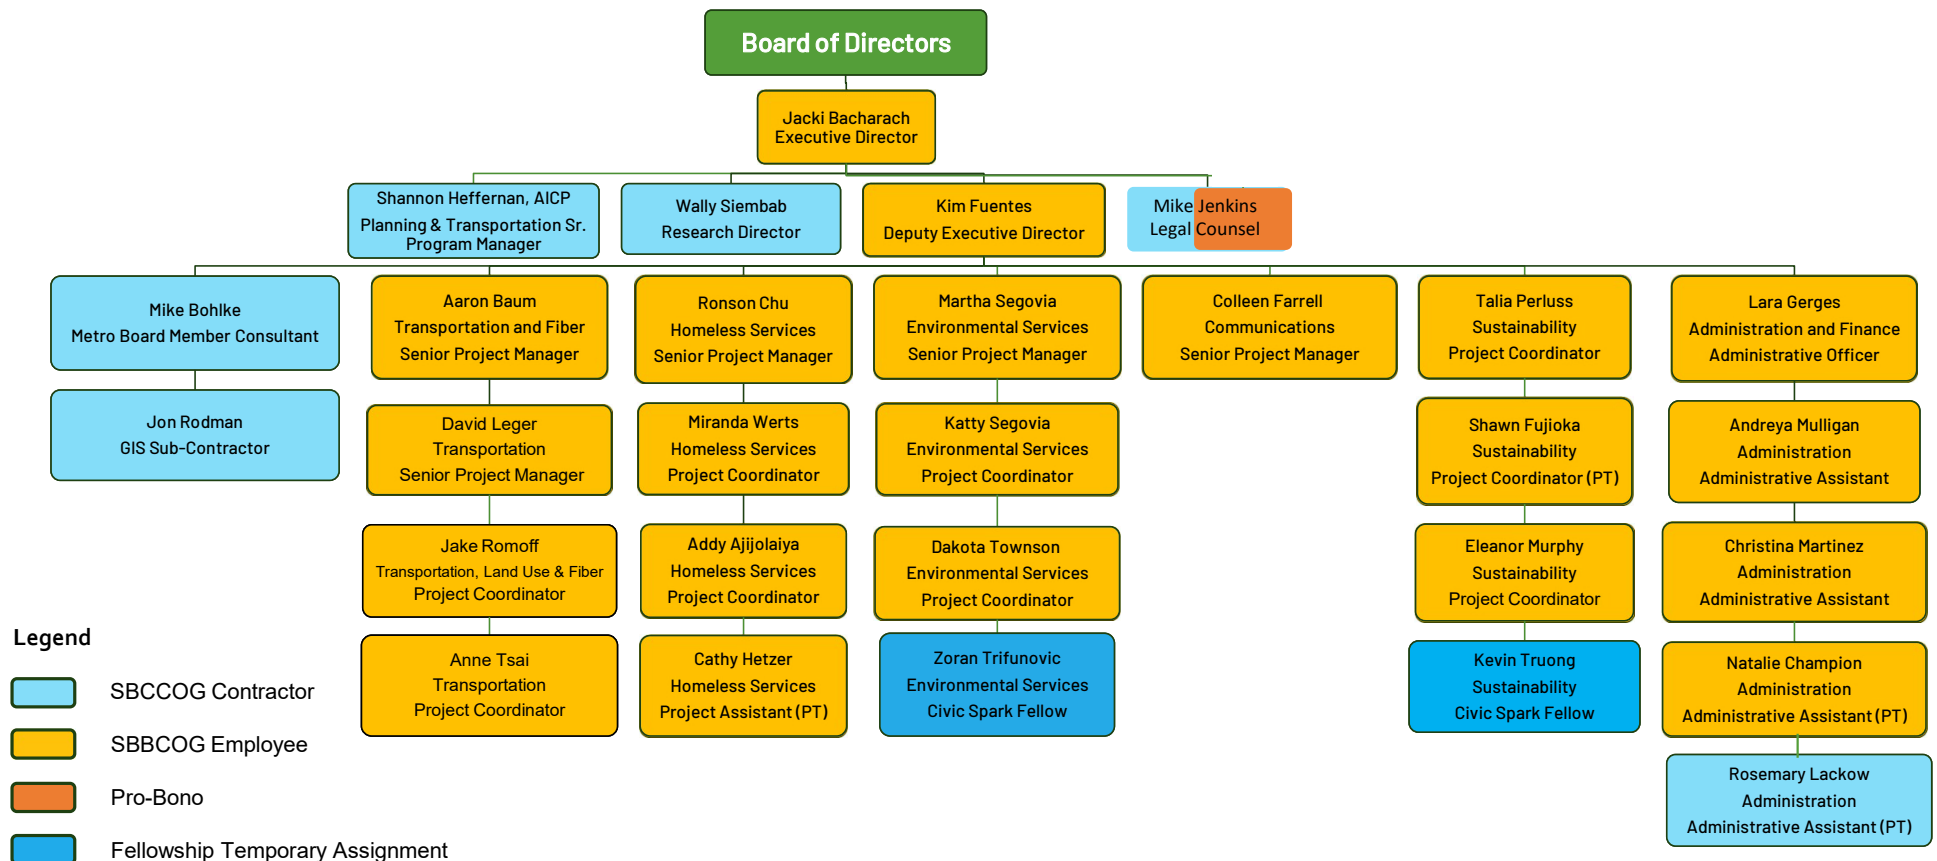 Board of Directors
Jacki Bacharach
Executive Director
Shannon Heffernan, AICP
Planning & Transportation Sr.
Program Manager
Wally Siembab
Research Director
Kim Fuentes
Deputy Executive Director
Mike Jenkins
Legal Counsel
Mike Bohlke
Metro Board Member Consultant
Jon Rodman
GIS Sub-Contractor
Aaron Baum
Transportation and Fiber
Senior Project Manager
David Leger
Transportation
Senior Project Manager
Jake Romoff
Transportation, Land Use & Fiber
Project Coordinator
Anne Tsai
Transportation
Project Coordinator
Ronson Chu
Homeless Services
Senior Project Manager
Miranda Werts
Homeless Services
Project Coordinator
Addy Ajijolaiya
Homeless Services
Project Coordinator
Cathy Hetzer
Homeless Services
Project Assistant (PT)
Martha Segovia
Environmental Services
Senior Project Manager
Katty Segovia
Environmental Services
Project Coordinator
Dakota Townson
Environmental Services
Project Coordinator
Zoran Trifunovic
Environmental Services
Civic Spark Fellow
Colleen Farrell
Communications
Senior Project Manager
Talia Perluss
Sustainability
Project Coordinator
Shawn Fujioka
Sustainability
Project Coordinator (PT)
Eleanor Murphy
Sustainability
Project Coordinator
Kevin Truong
Sustainability
Civic Spark Fellow
Lara Gerges
Administration and Finance
Administrative Officer
Andreya Mulligan
Administration
Administrative Assistant
Christina Martinez
Administration
Administrative Assistant
Natalie Champion
Administration
Administrative Assistant (PT)
Rosemary Lackow
Administration
Administrative Assistant (PT)
Legend
SBCCOG Contractor
SBBCOG Employee
Pro-Bono
Fellowship Temporary Assignment